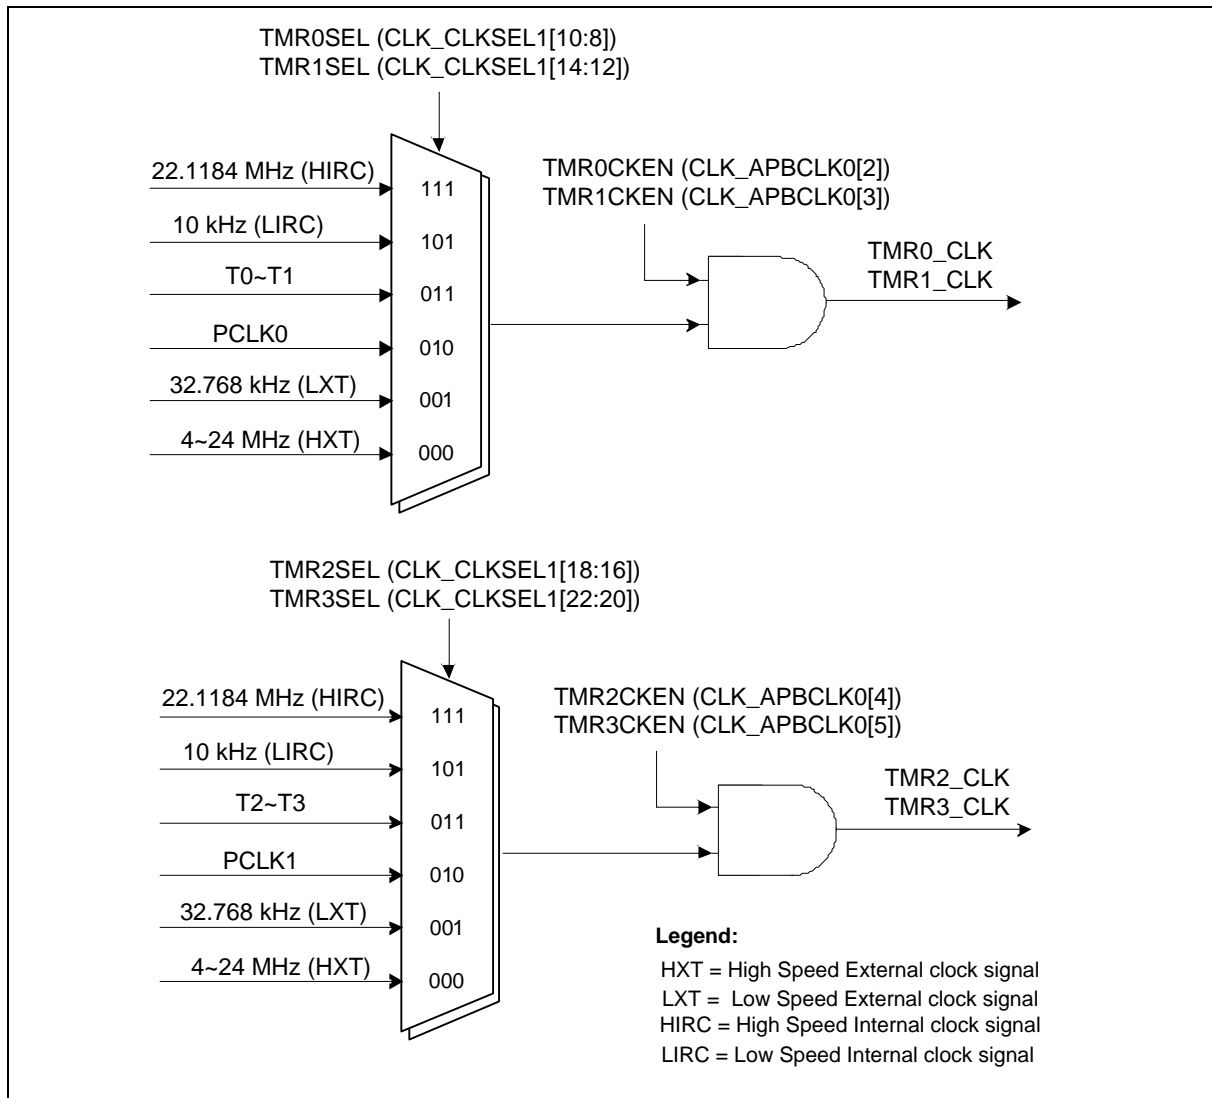 TMR0SEL (CLK_CLKSEL1[10:8])
TMR1SEL (CLK_CLKSEL1[14:12])
22.1184 MHz (HIRC)
111
10 kHz (LIRC)
101
T0~T1
011
PCLK0
010
32.768 kHz (LXT)
001
4~24 MHz (HXT)
000
TMR0CKEN (CLK_APBCLK0[2])
TMR1CKEN (CLK_APBCLK0[3])
TMR0_CLK
TMR1_CLK
TMR2SEL (CLK_CLKSEL1[18:16])
TMR3SEL (CLK_CLKSEL1[22:20])
22.1184 MHz (HIRC)
111
10 kHz (LIRC)
101
T2~T3
011
PCLK1
010
32.768 kHz (LXT)
001
4~24 MHz (HXT)
000
TMR2CKEN (CLK_APBCLK0[4])
TMR3CKEN (CLK_APBCLK0[5])
TMR2_CLK
TMR3_CLK
Legend:
HXT = High Speed External clock signal
LXT = Low Speed External clock signal
HIRC = High Speed Internal clock signal
LIRC = Low Speed Internal clock signal